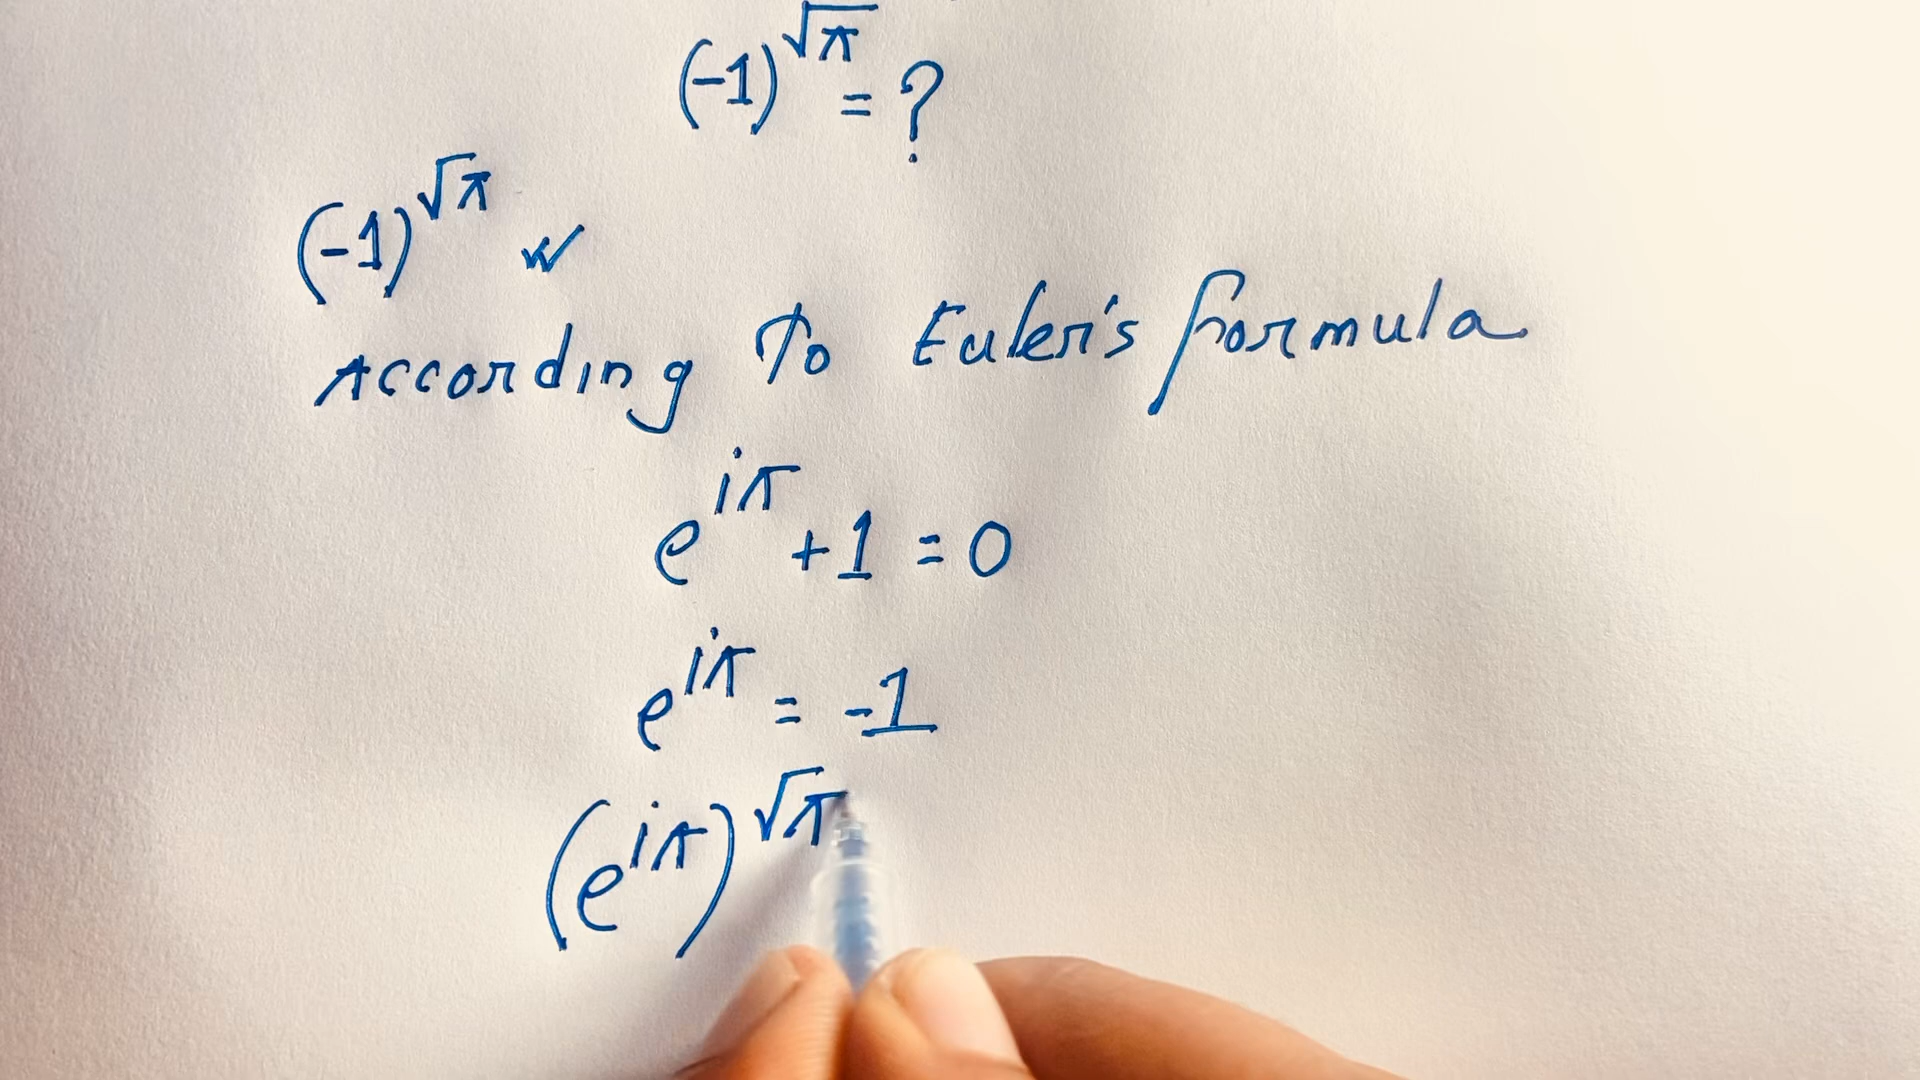 (-1)^√π = ?
(-1)^√π
According To Euler's formula
e^iπ + 1 = 0
e^iπ = -1
(e^iπ)^√π